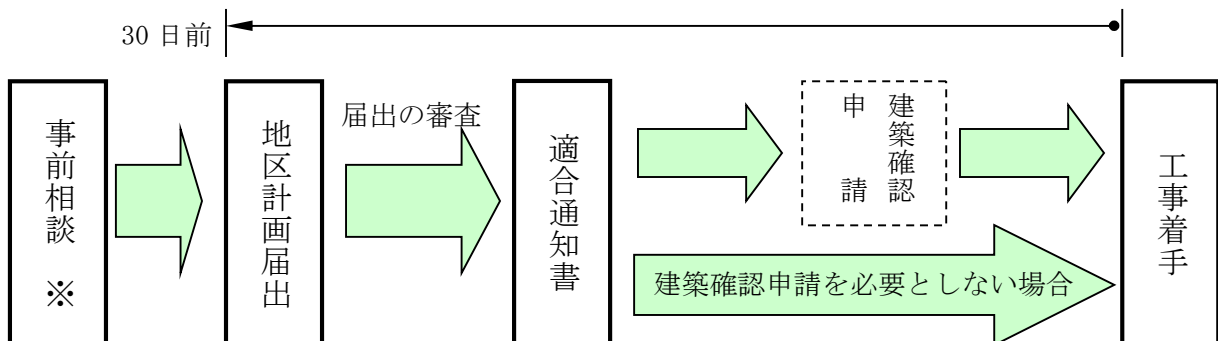 30 日前
事前相談 ※
地区計画届出
届出の審査
適合通知書
建築確認
申請
建築確認申請を必要としない場合
工事着手